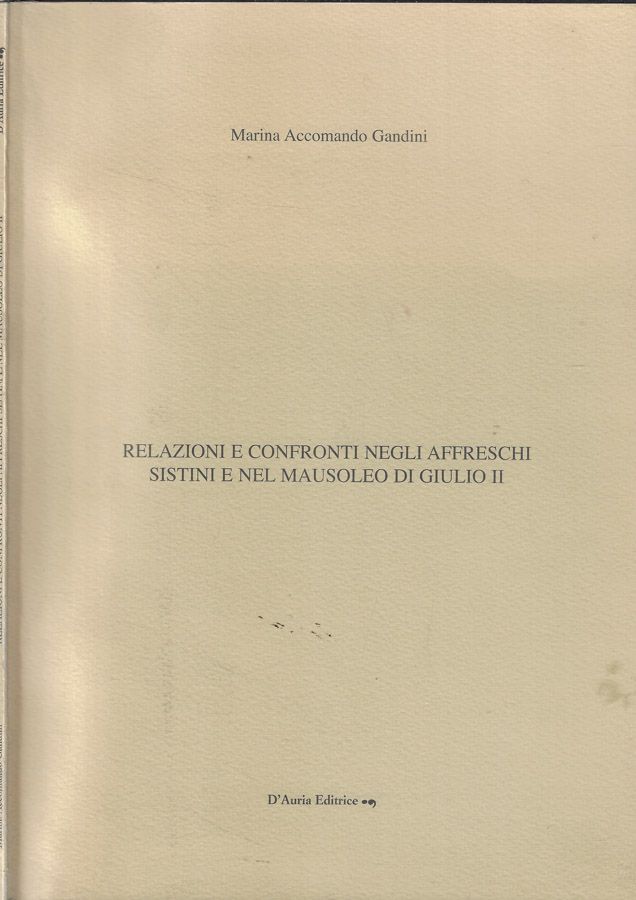 Marina Accomando Gandini
RELAZIONI E CONFRONTI NEGLI AFFRESCHI
SISTINI E NEL MAUSOLEO DI GIULIO II
D'Auria Editrice